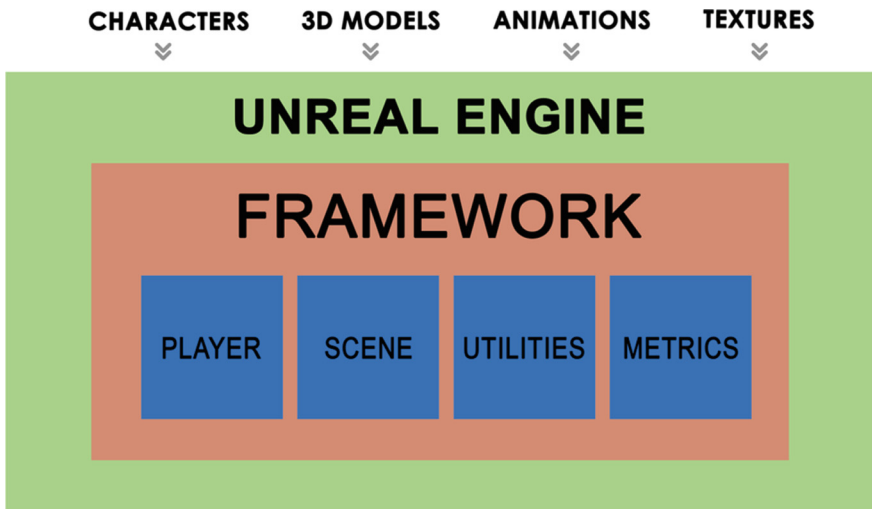 CHARACTERS 3D MODELS ANIMATIONS TEXTURES
UNREAL ENGINE
FRAMEWORK
PLAYER SCENE UTILITIES METRICS